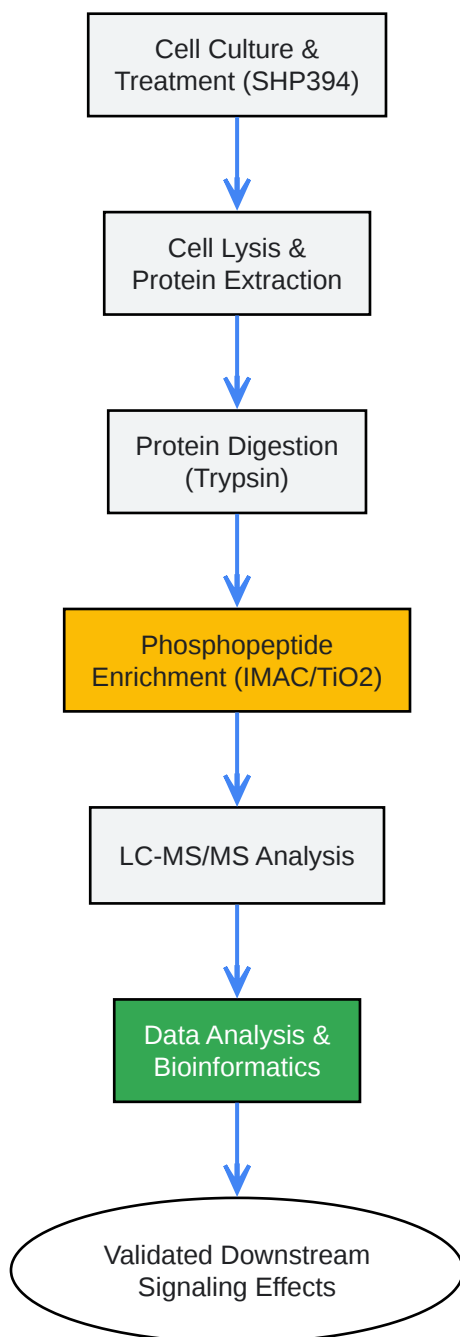 Cell Culture &
Treatment (SHP394)
Cell Lysis &
Protein Extraction
Protein Digestion
(Trypsin)
Phosphopeptide
Enrichment (IMAC/TiO2)
LC-MS/MS Analysis
Data Analysis &
Bioinformatics
Validated Downstream
Signaling Effects